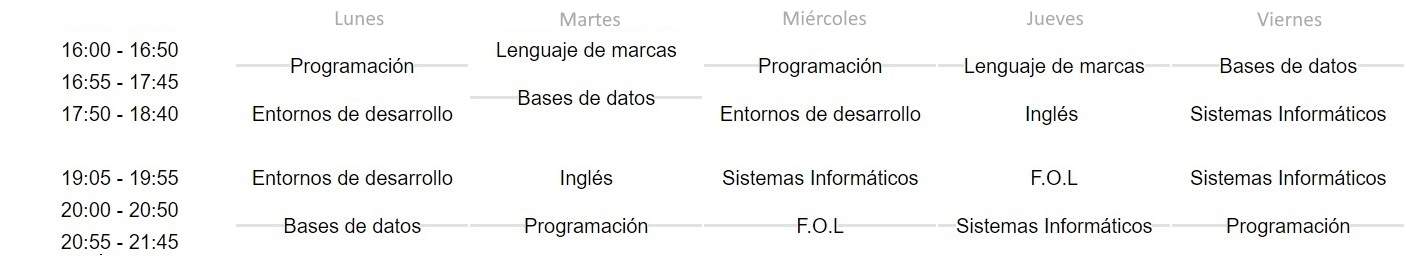 Lunes Martes Miércoles Jueves Viernes
16:00 - 16:50 Lenguaje de marcas
Programación Programación Lenguaje de marcas Bases de datos
16:55 - 17:45
Bases de datos
17:50 - 18:40 Entornos de desarrollo Entornos de desarrollo Inglés Sistemas Informáticos
19:05 - 19:55 Entornos de desarrollo Inglés Sistemas Informáticos F.O.L Sistemas Informáticos
20:00 - 20:50
Bases de datos Programación F.O.L Sistemas Informáticos Programación
20:55 - 21:45